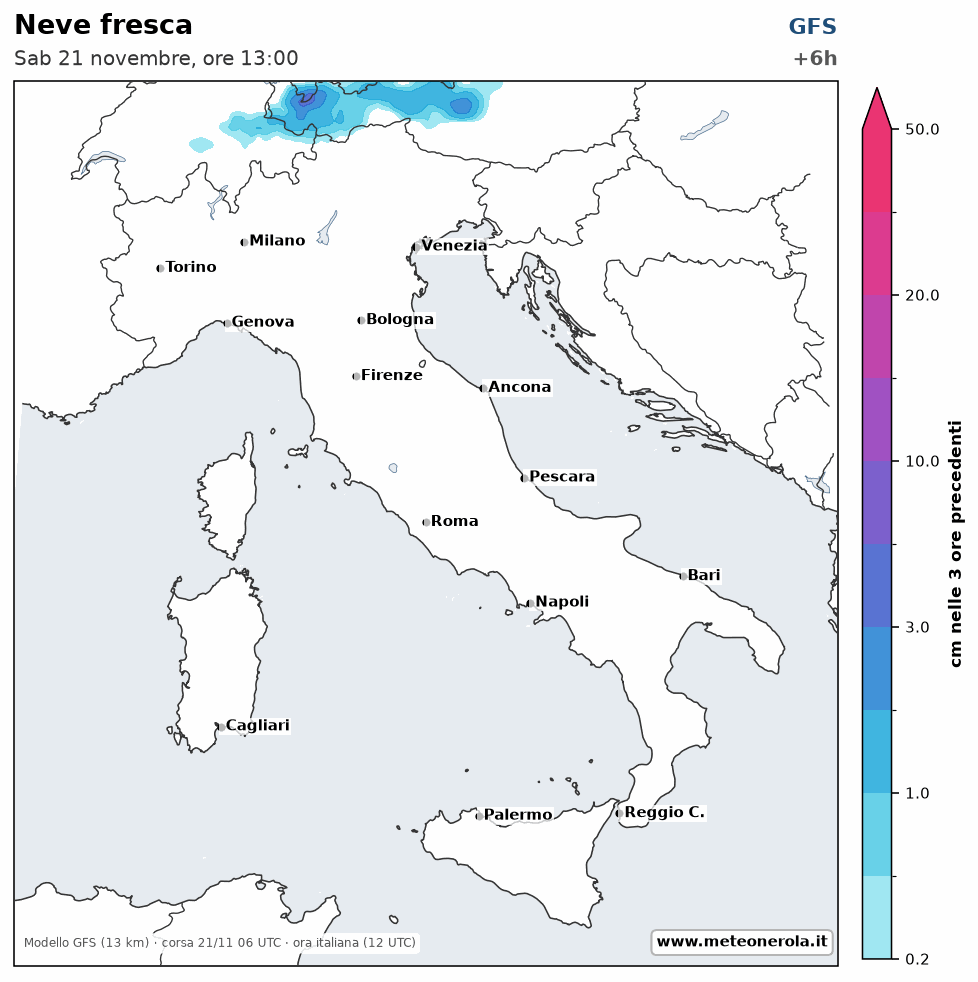 Neve fresca
GFS
Sab 21 novembre, ore 13:00
+6h
50.0
20.0
10.0
3.0
1.0
0.2
cm nelle 3 ore precedenti
Milano
Venezia
Torino
Genova
Bologna
Firenze
Ancona
Pescara
Roma
Bari
Napoli
Cagliari
Palermo
Reggio C.
Modello GFS (13 km) · corsa 21/11 06 UTC · ora italiana (12 UTC)
www.meteonerola.it